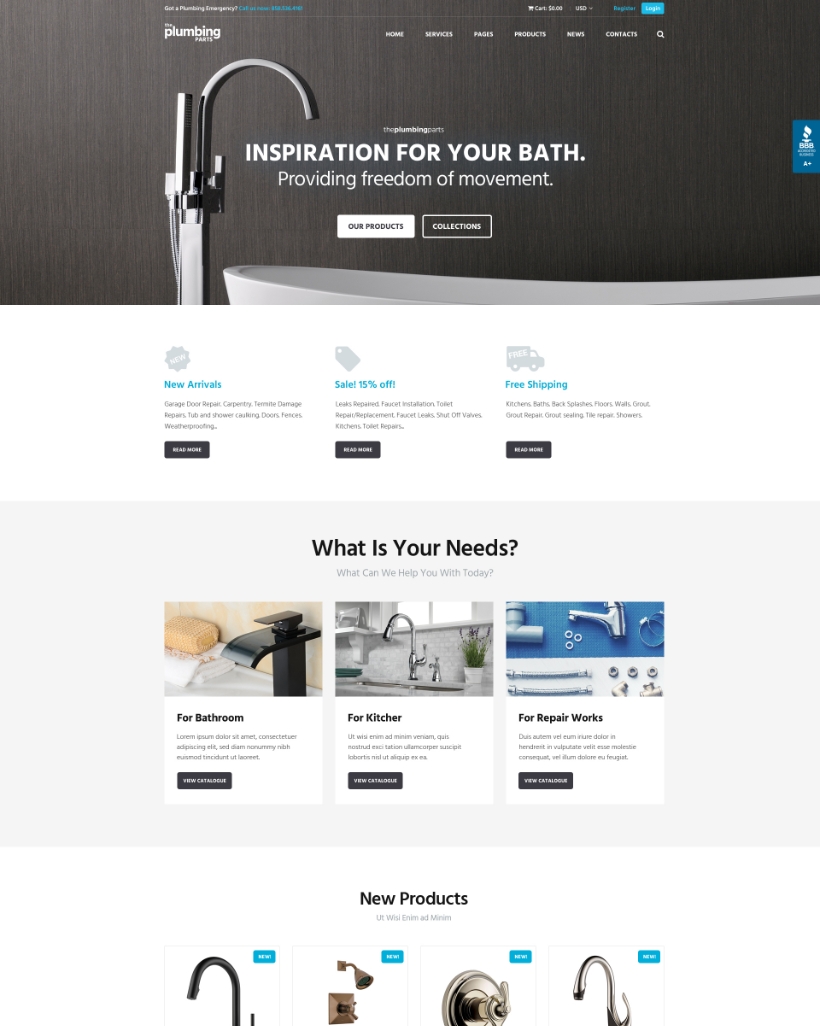 Got a Plumbing Emergency? Call us now:
Cart: $0.00 USD Register Login
the
plumbing
PARTS
HOME SERVICES PAGES PRODUCTS NEWS CONTACTS
theplumbingparts
INSPIRATION FOR YOUR BATH.
Providing freedom of movement.
OUR PRODUCTS COLLECTIONS
BBB
ACCREDITED
BUSINESS
A+
NEW
New Arrivals
Garage Door Repair, Carpentry, Termite Damage
Repairs, Tub and shower caulking, Doors, Fences,
Weatherproofing...
READ MORE
Sale! 15% off!
Leaks Repaired, Faucet Installation, Toilet
Repair/Replacement, Faucet Leaks, Shut Off Valves,
Kitchens, Toilet Repairs...
READ MORE
FREE
Free Shipping
Kitchens, Baths, Back Splashes, Floors, Walls, Grout,
Grout Repair, Grout sealing, Tile repair, Showers.
READ MORE
What Is Your Needs?
What Can We Help You With Today?
For Bathroom
Lorem ipsum dolor sit amet, consectetuer
adipiscing elit, sed diam nonummy nibh
euismod tincidunt ut laoreet.
VIEW CATALOGUE
For Kitcher
Ut wisi enim ad minim veniam, quis
nostrud exci tation ullamcorper suscipit
lobortis nisl ut aliquip ex ea.
VIEW CATALOGUE
For Repair Works
Duis autem vel eum iriure dolor in
hendrerit in vulputate velit esse molestie
consequat, vel illum dolore eu feugiat.
VIEW CATALOGUE
New Products
Ut Wisi Enim ad Minim
NEW! NEW! NEW! NEW!